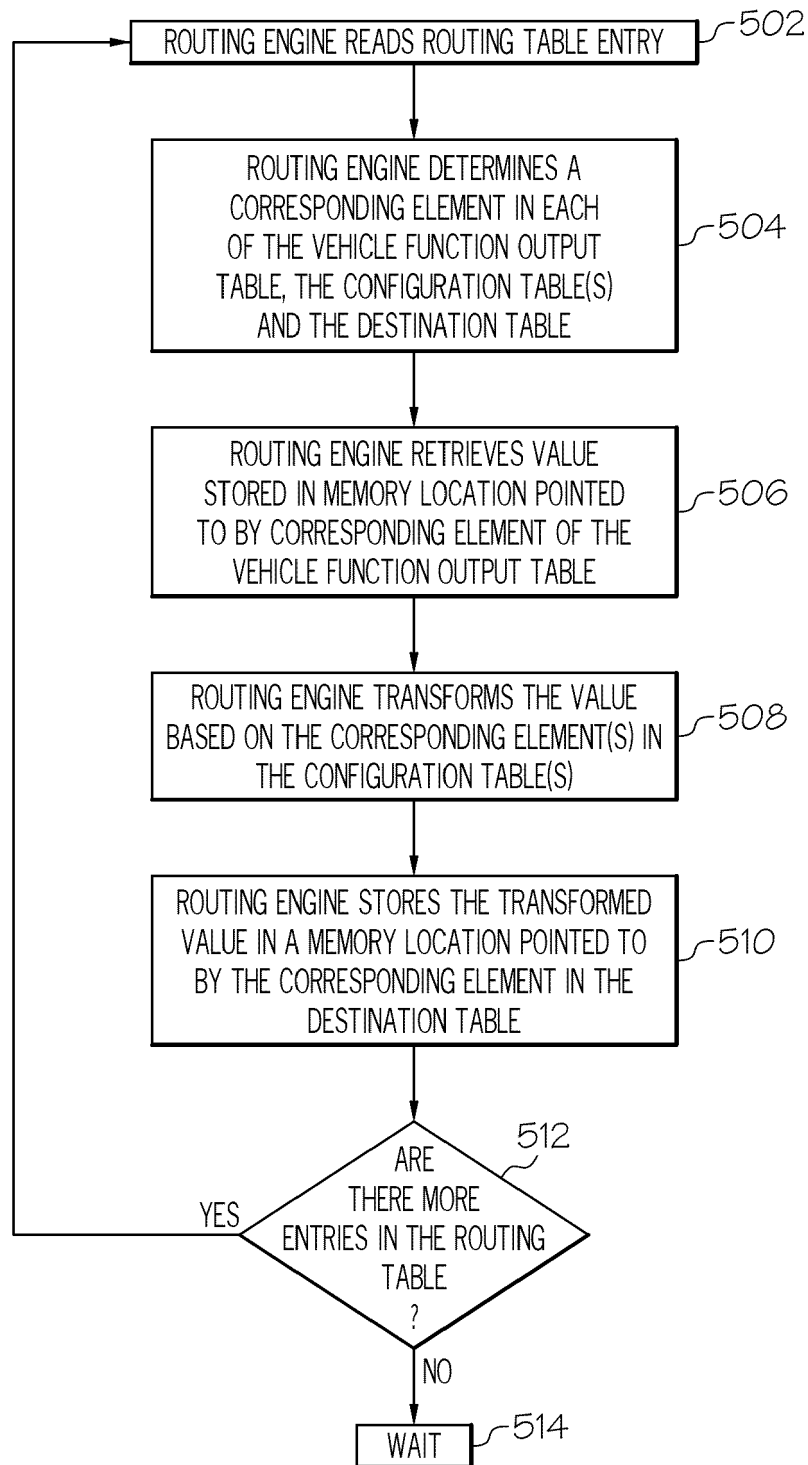 ROUTING ENGINE READS ROUTING TABLE ENTRY
502
ROUTING ENGINE DETERMINES A
CORRESPONDING ELEMENT IN EACH
OF THE VEHICLE FUNCTION OUTPUT
TABLE, THE CONFIGURATION TABLE(S)
AND THE DESTINATION TABLE
504
ROUTING ENGINE RETRIEVES VALUE
STORED IN MEMORY LOCATION POINTED
TO BY CORRESPONDING ELEMENT OF THE
VEHICLE FUNCTION OUTPUT TABLE
506
ROUTING ENGINE TRANSFORMS THE VALUE
BASED ON THE CORRESPONDING ELEMENT(S) IN
THE CONFIGURATION TABLE(S)
508
ROUTING ENGINE STORES THE TRANSFORMED
VALUE IN A MEMORY LOCATION POINTED TO
BY THE CORRESPONDING ELEMENT IN THE
DESTINATION TABLE
510
ARE
THERE MORE
ENTRIES IN THE ROUTING
TABLE
?
512
YES
NO
WAIT
514